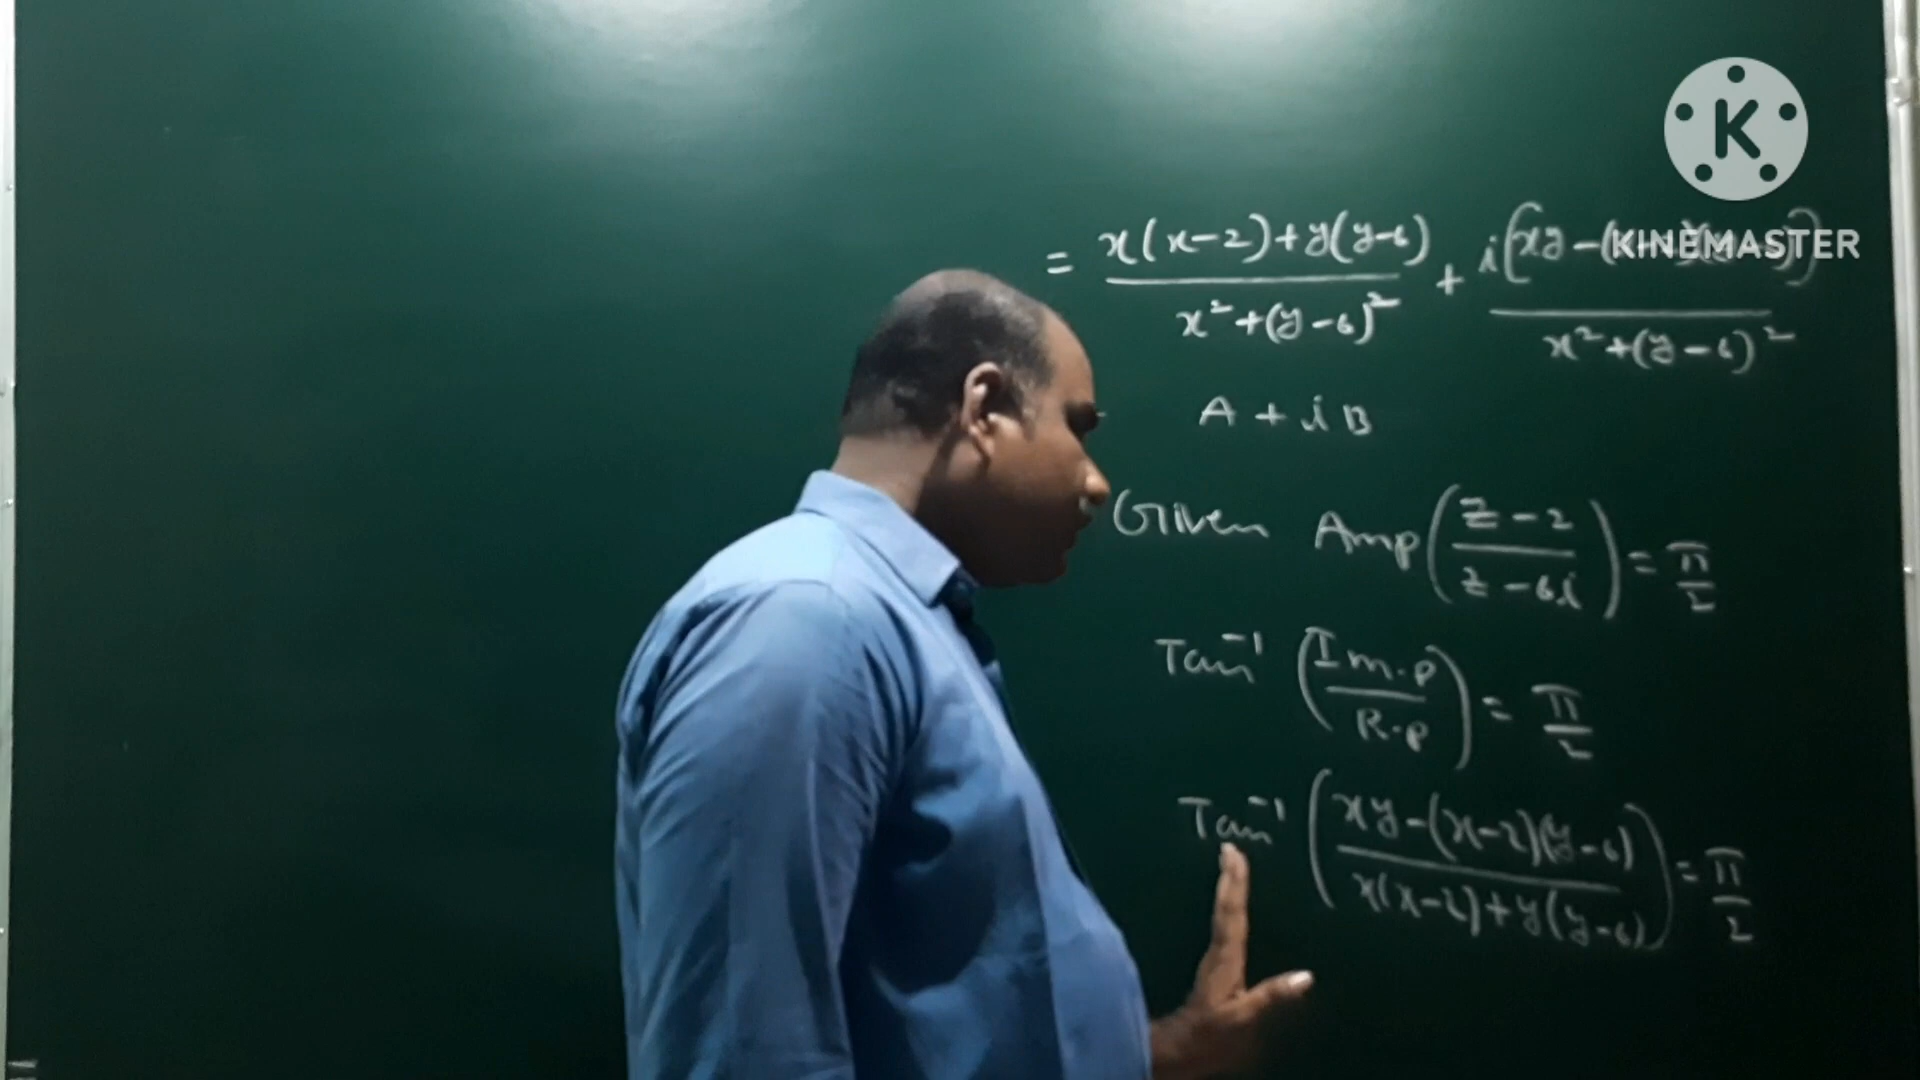 K
KINEMASTER
= x(x-2)+y(y-6) / x²+(y-6)² + i(xy-( / x²+(y-6)²
A + iB
Given Amp(z-2 / z-6i) = π/2
Tan⁻¹ (Im.p / R.p) = π/2
Tan⁻¹ (xy-(x-2)(y-6) / x(x-2)+y(y-6)) = π/2